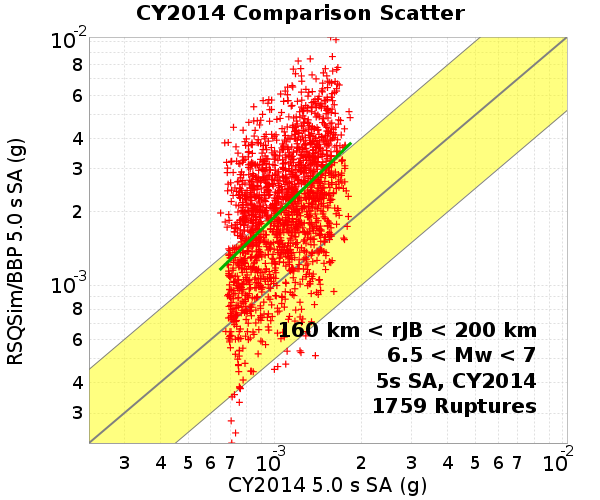 CY2014 Comparison Scatter
RSQSim/BBP 5.0 s SA (g)
10-2
8
6
4
3
2
10-3
8
6
4
3
160 km < rJB < 200 km
6.5 < Mw < 7
5s SA, CY2014
1759 Ruptures
3 4 5 6 7 10-3 2 3 4 5 6 7 10-2
CY2014 5.0 s SA (g)